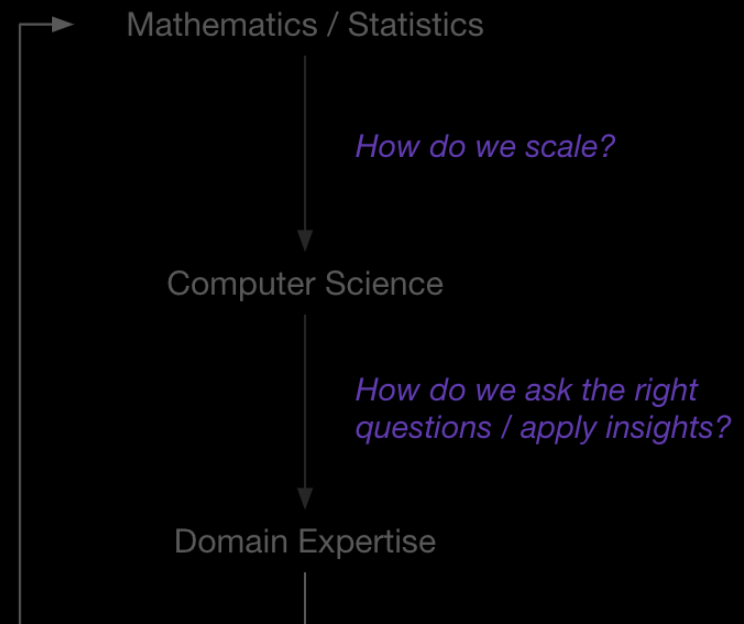 Mathematics / Statistics
How do we scale?
Computer Science
How do we ask the right
questions / apply insights?
Domain Expertise